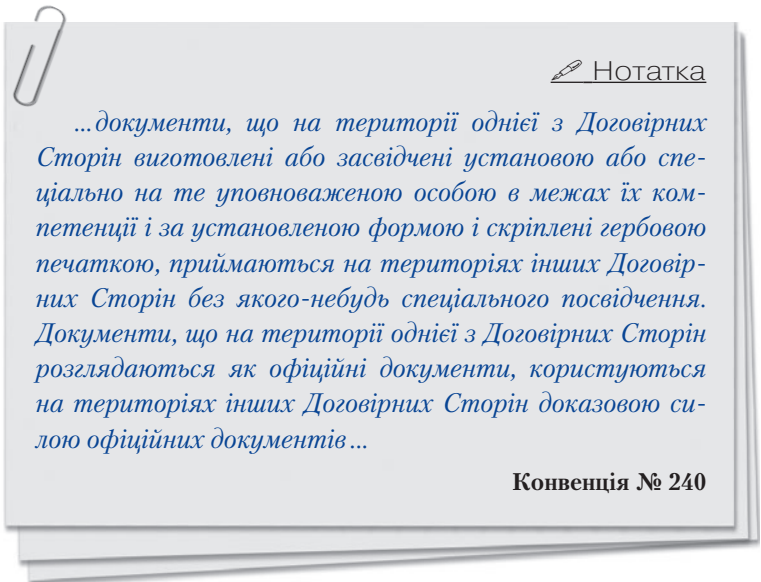 Нотатка
...документи, що на території однієї з Договірних
Сторін виготовлені або засвідчені установою або спе-
ціально на те уповноваженою особою в межах їх ком-
петенції і за установленою формою і скріплені гербовою
печаткою, приймаються на територіях інших Договір-
них Сторін без якого-небудь спеціального посвідчення.
Документи, що на території однієї з Договірних Сторін
розглядаються як офіційні документи, користуються
на територіях інших Договірних Сторін доказовою си-
лою офіційних документів...
Конвенція № 240